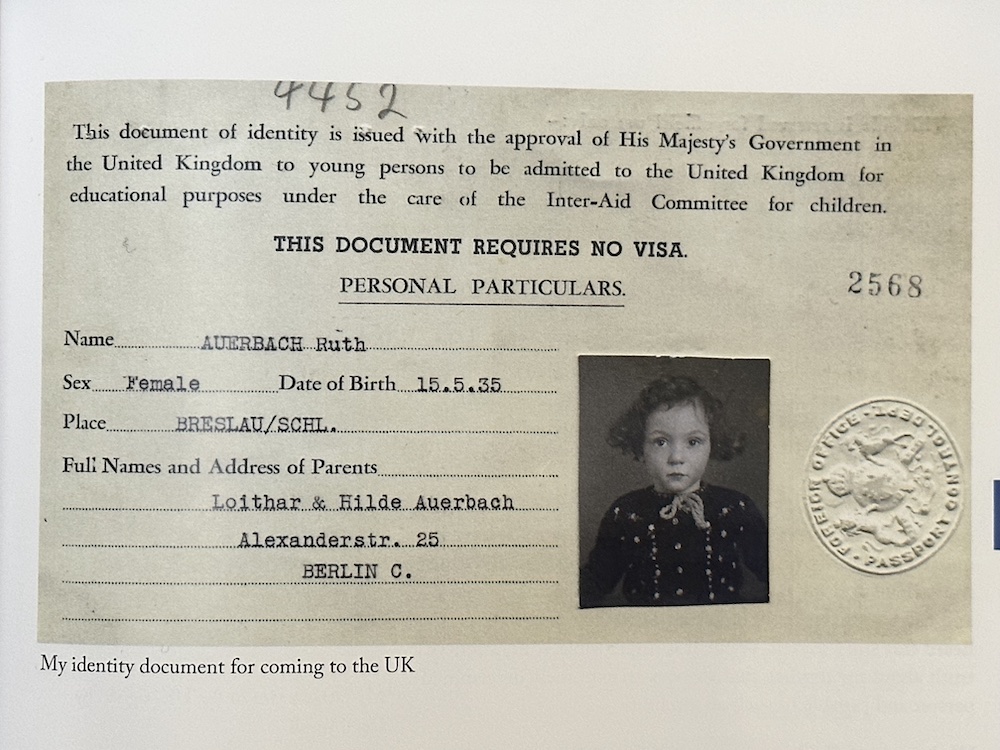 4452
This document of identity is issued with the approval of His Majesty's Government in
the United Kingdom to young persons to be admitted to the United Kingdom for
educational purposes under the care of the Inter-Aid Committee for children.
THIS DOCUMENT REQUIRES NO VISA.
PERSONAL PARTICULARS.
2568
Name AUERBACH Ruth
Sex Female Date of Birth 15.5.35
Place BRESLAU/SCHL.
Full Names and Address of Parents
Loithar & Hilde Auerbach
Alexanderstr. 25
BERLIN C.
FOREIGN OFFICE · PASSPORT CONTROL DEPT.
My identity document for coming to the UK